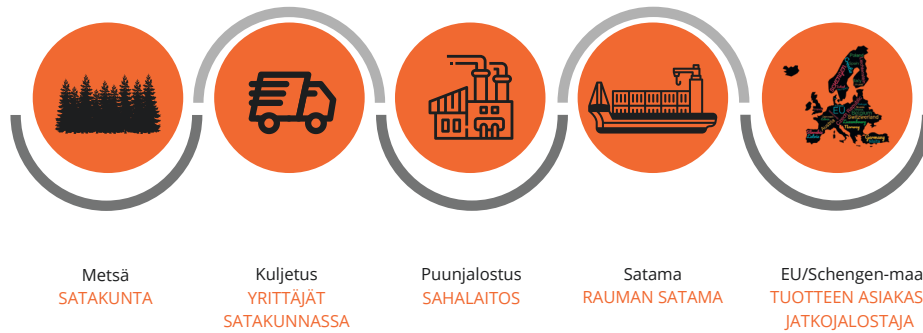 Metsä
SATAKUNTA
Kuljetus
YRITTÄJÄT
SATAKUNNASSA
Puunjalostus
SAHALAITOS
Satama
RAUMAN SATAMA
EU/Schengen-maa
TUOTTEEN ASIAKAS
JATKOJALOSTAJA